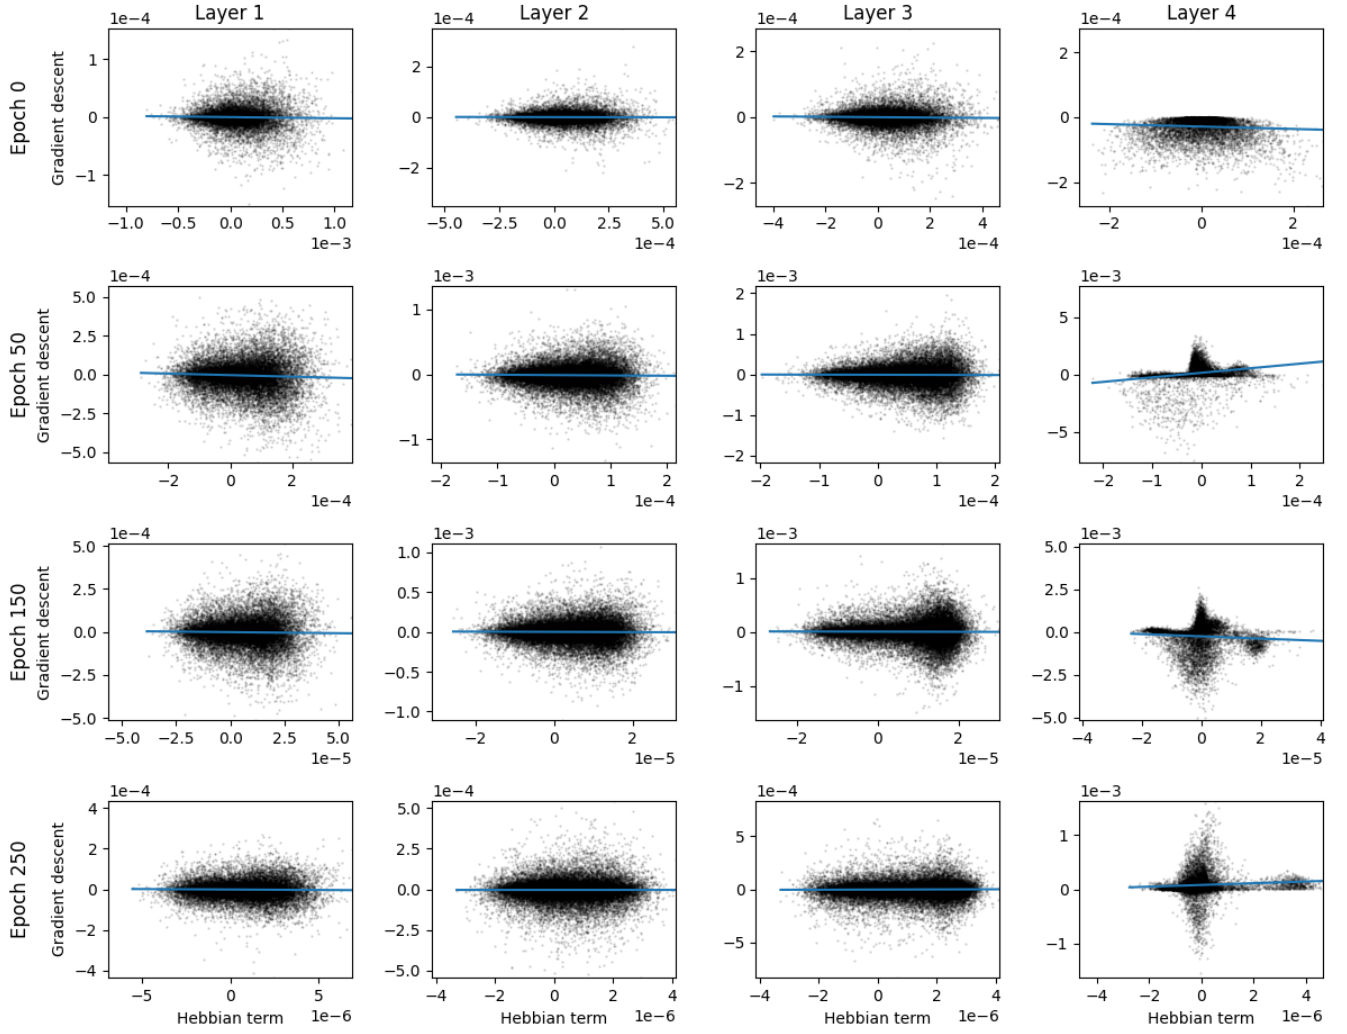 Layer 1 Layer 2 Layer 3 Layer 4
1e−4 1e−4 1e−4 1e−4
Epoch 0
Gradient descent
1 0 −1
−1.0 −0.5 0.0 0.5 1.0
1e−3
2 0 −2
−5.0 −2.5 0.0 2.5 5.0
1e−4
2 0 −2
−4 −2 0 2 4
1e−4
2 0 −2
−2 0 2
1e−4
1e−4 1e−3 1e−3 1e−3
Epoch 50
Gradient descent
5.0 2.5 0.0 −2.5 −5.0
−2 0 2
1e−4
1 0 −1
−2 −1 0 1 2
1e−4
2 1 0 −1 −2
−2 −1 0 1 2
1e−4
5 0 −5
−2 −1 0 1 2
1e−4
1e−4 1e−3 1e−3 1e−3
Epoch 150
Gradient descent
5.0 2.5 0.0 −2.5 −5.0
−5.0 −2.5 0.0 2.5 5.0
1e−5
1.0 0.5 0.0 −0.5 −1.0
−2 0 2
1e−5
1 0 −1
−2 0 2
1e−5
5.0 2.5 0.0 −2.5 −5.0
−4 −2 0 2 4
1e−5
1e−4 1e−4 1e−4 1e−3
Epoch 250
Gradient descent
4 2 0 −2 −4
−5 0 5
Hebbian term 1e−6
5.0 2.5 0.0 −2.5 −5.0
−4 −2 0 2 4
Hebbian term 1e−6
5 0 −5
−4 −2 0 2 4
Hebbian term 1e−6
1 0 −1
−4 −2 0 2 4
Hebbian term 1e−6